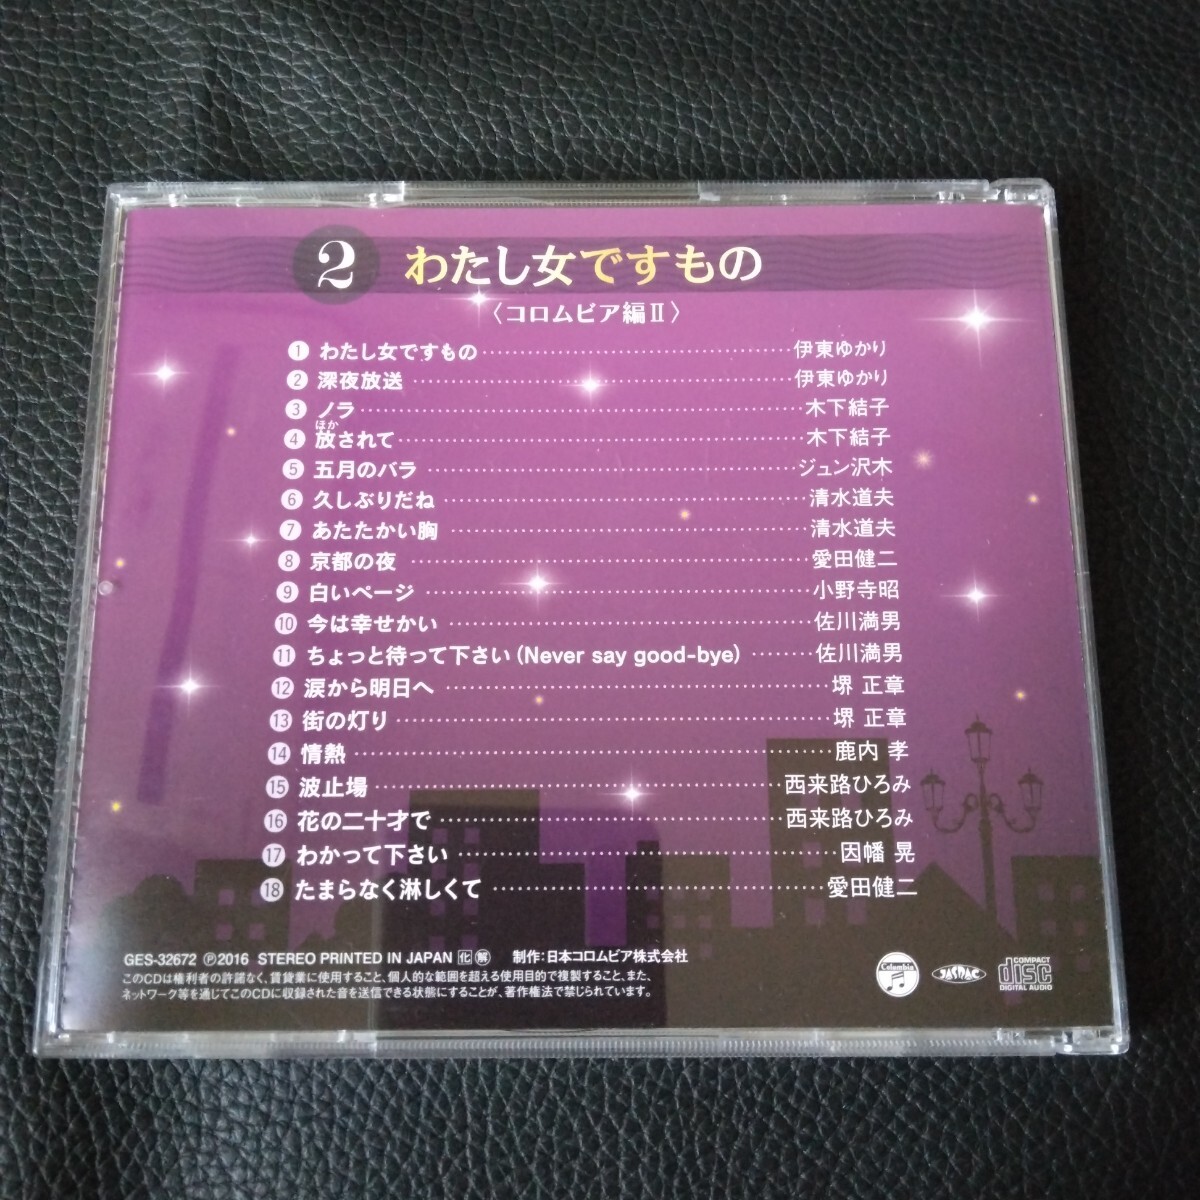 2 わたし女ですもの
〈コロムビア編Ⅱ〉
1 わたし女ですもの 伊東ゆかり
2 深夜放送 伊東ゆかり
3 ノラ 木下結子
ほか
4 放されて 木下結子
5 五月のバラ ジュン沢木
6 久しぶりだね 清水道夫
7 あたたかい胸 清水道夫
8 京都の夜 愛田健二
9 白いページ 小野寺昭
10 今は幸せかい 佐川満男
11 ちょっと待って下さい (Never say good-bye) 佐川満男
12 涙から明日へ 堺 正章
13 街の灯り 堺 正章
14 情熱 鹿内 孝
15 波止場 西来路ひろみ
16 花の二十才で 西来路ひろみ
17 わかって下さい 因幡 晃
18 たまらなく淋しくて 愛田健二
GES-32672 ℗2016 STEREO PRINTED IN JAPAN 化 解 制作:日本コロムビア株式会社
このCDは権利者の許諾なく、賃貸業に使用すること、個人的な範囲を超える使用目的で複製すること、また、
ネットワーク等を通じてこのCDに収録された音を送信できる状態にすることが、著作権法で禁じられています。
Columbia
JASRAC
COMPACT
disc
DIGITAL AUDIO